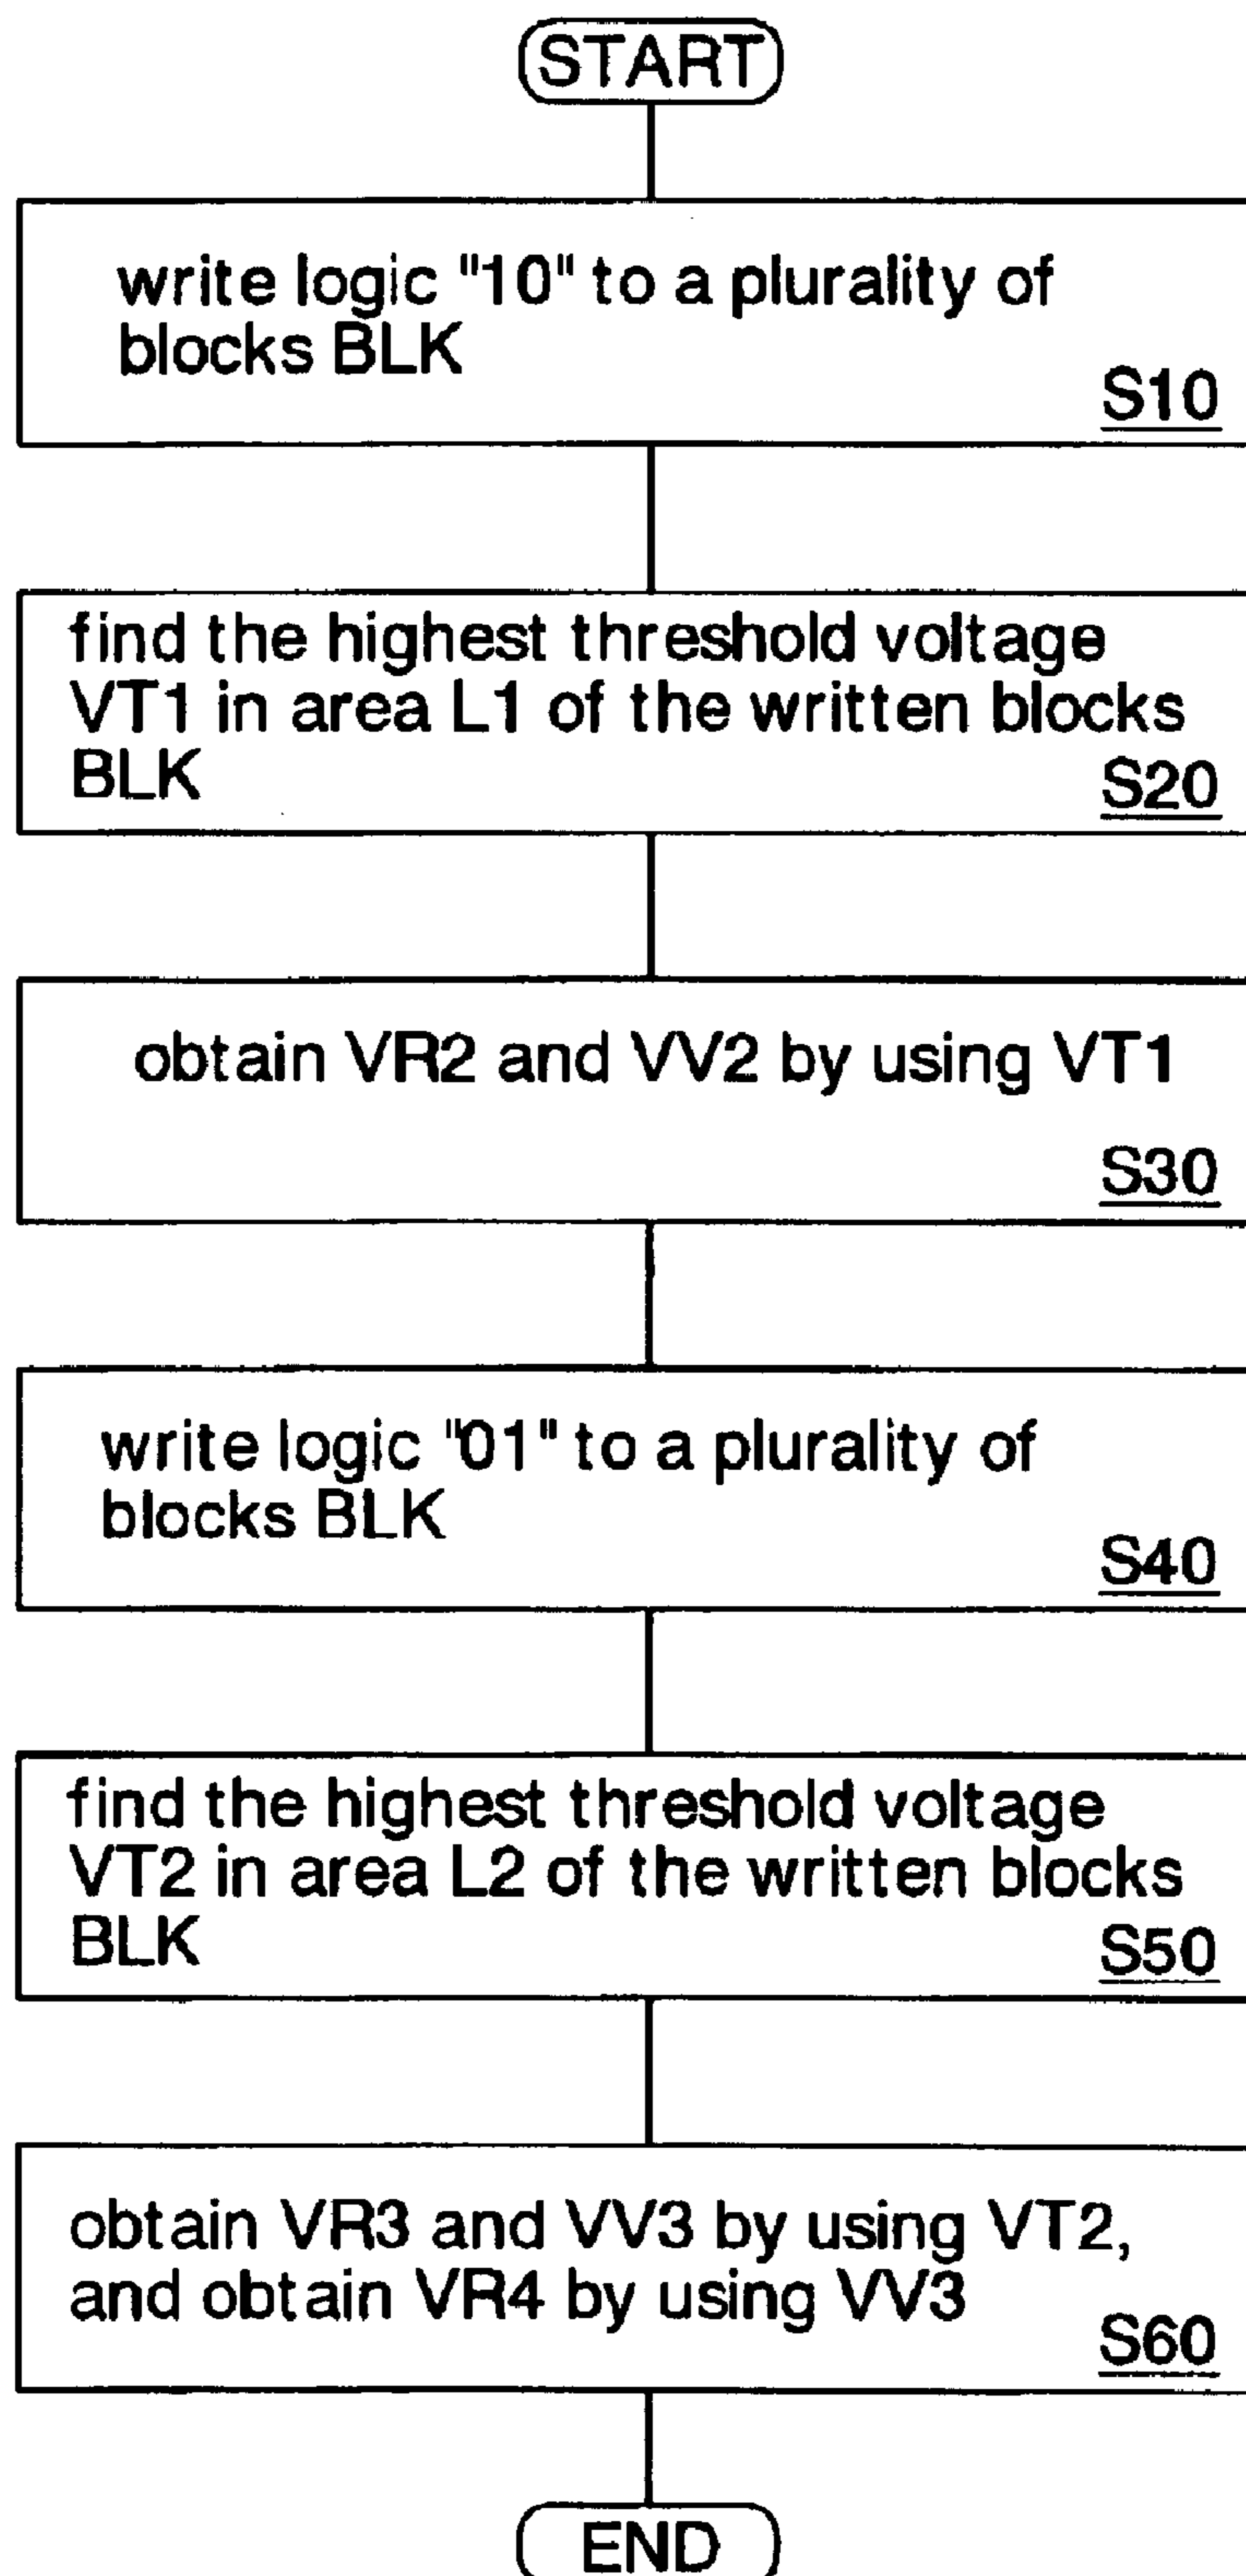 START
write logic "10" to a plurality of
blocks BLK
S10
find the highest threshold voltage
VT1 in area L1 of the written blocks
BLK
S20
obtain VR2 and VV2 by using VT1
S30
write logic "01" to a plurality of
blocks BLK
S40
find the highest threshold voltage
VT2 in area L2 of the written blocks
BLK
S50
obtain VR3 and VV3 by using VT2,
and obtain VR4 by using VV3
S60
END